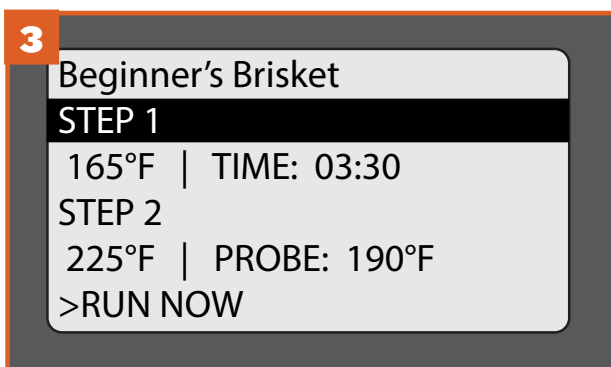 3
Beginner's Brisket
STEP 1
165°F | TIME: 03:30
STEP 2
225°F | PROBE: 190°F
>RUN NOW